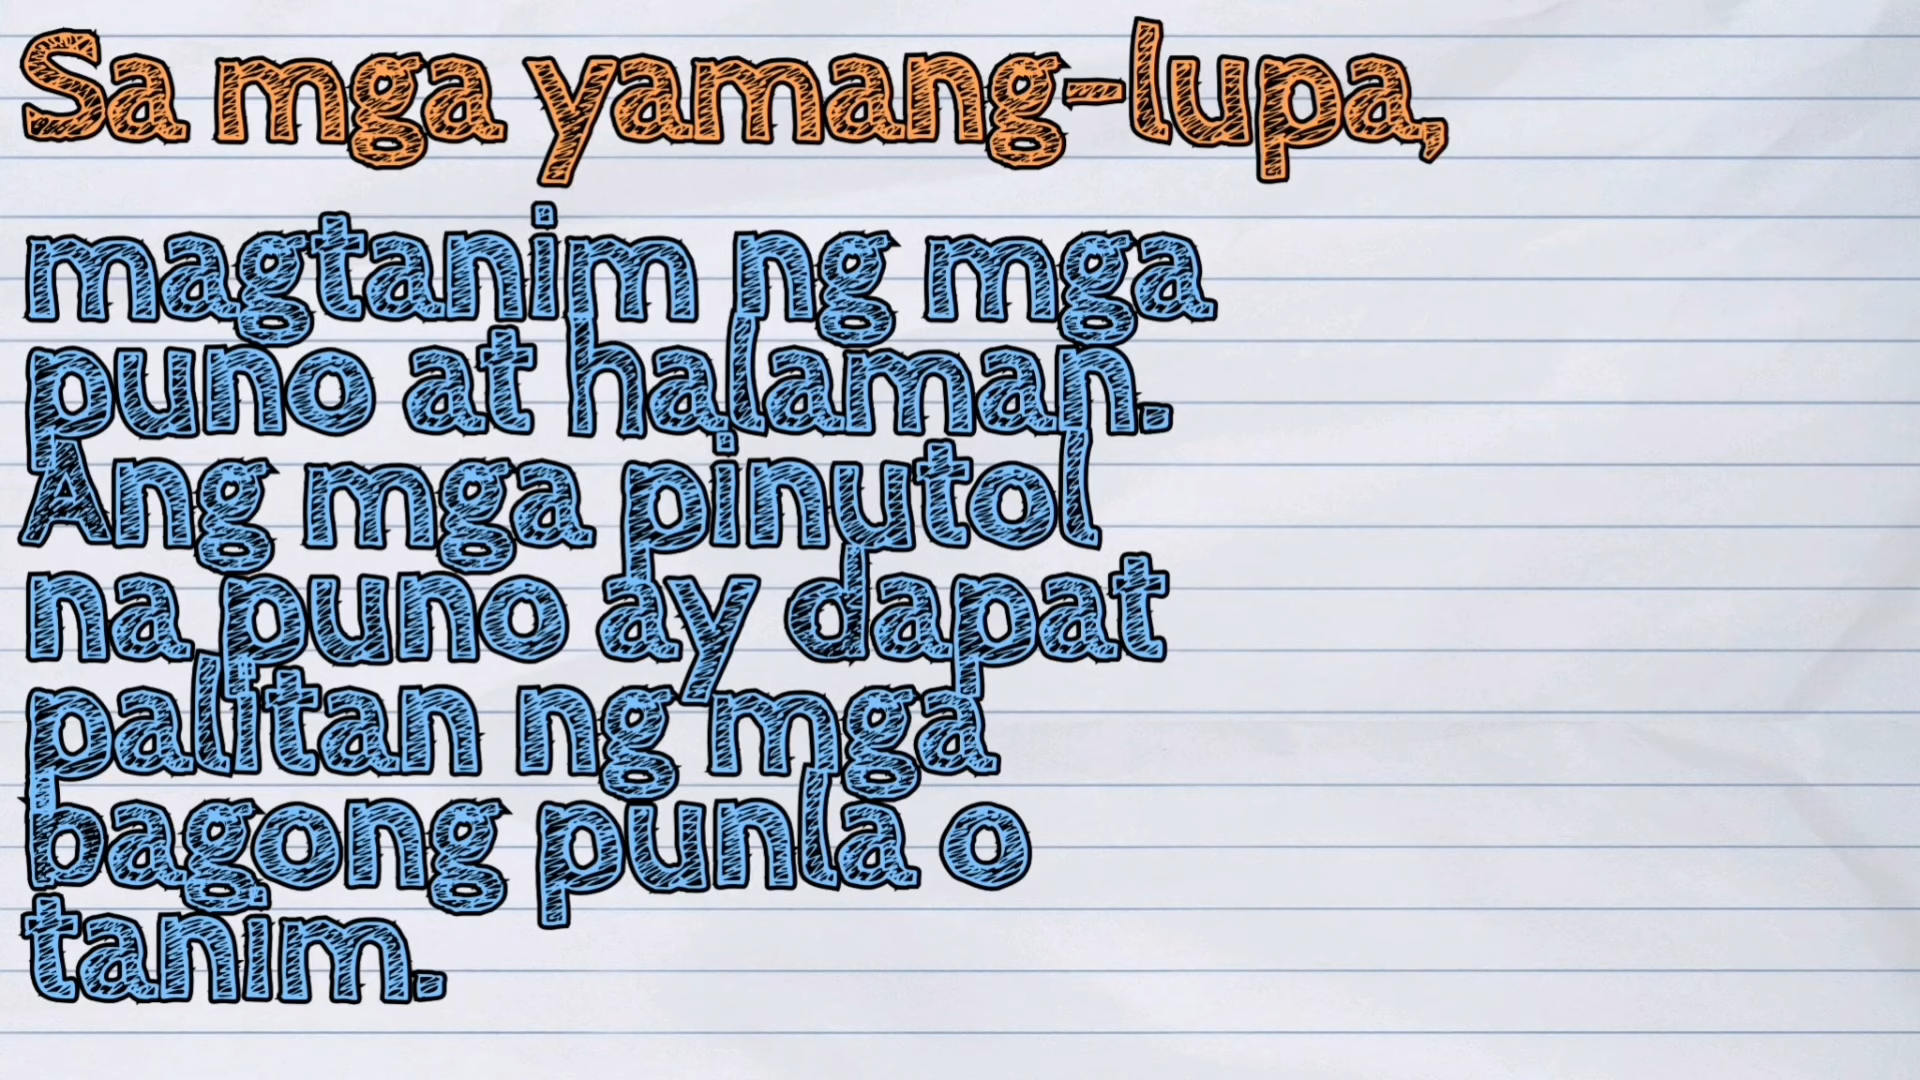 Sa mga yamang-lupa,
magtanim ng mga
puno at halaman.
Ang mga pinutol
na puno ay dapat
palitan ng mga
bagong punla o
tanim.